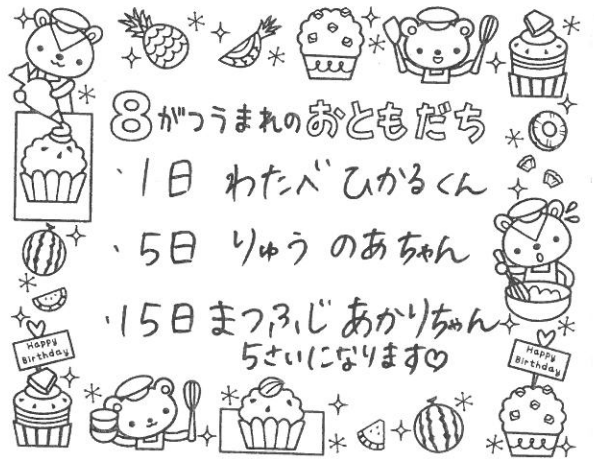 8がつうまれのおともだち
・1日 わたべ ひかるくん
・5日 りゅう のあちゃん
・15日 まつふじ あかりちゃん
5さいになります♡
Happy
Birthday
Happy
Birthday